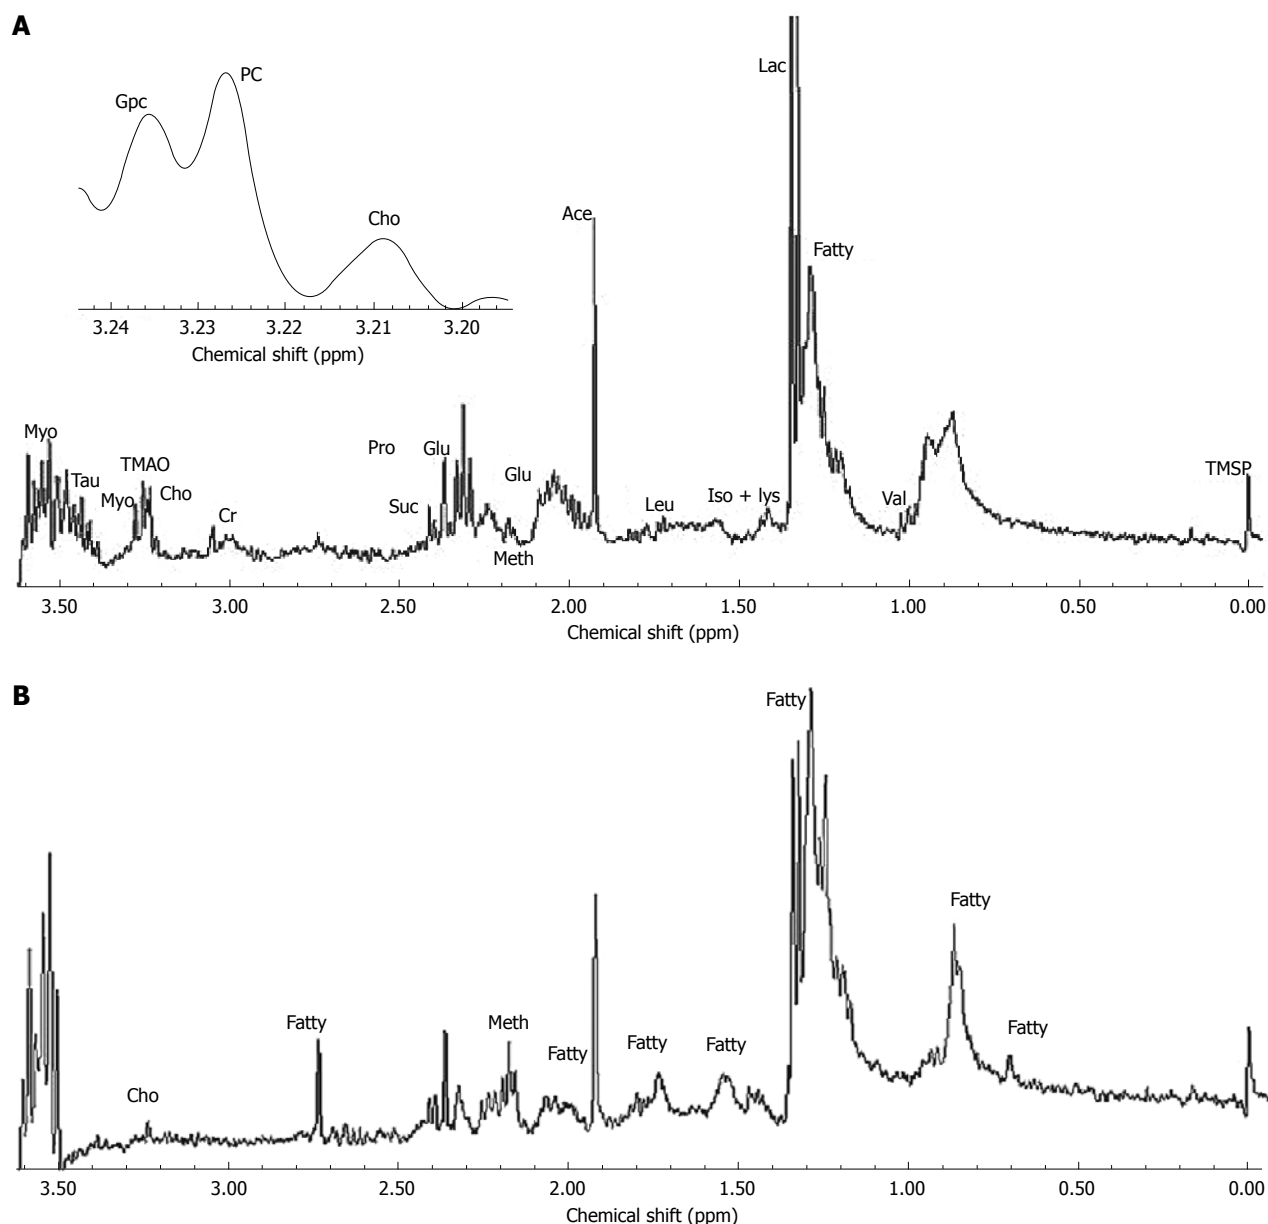 A
Gpc
PC
Cho
3.24 3.23 3.22 3.21 3.20
Chemical shift (ppm)
Lac
Ace
Fatty
Myo
Tau
Myo
TMAO
Cho
Cr
Pro
Glu
Suc
Glu
Meth
Leu
Iso + lys
Val
TMSP
3.50 3.00 2.50 2.00 1.50 1.00 0.50 0.00
Chemical shift (ppm)
B
Fatty
Fatty
Cho
Fatty
Meth
Fatty
Fatty
Fatty
Fatty
3.50 3.00 2.50 2.00 1.50 1.00 0.50 0.00
Chemical shift (ppm)